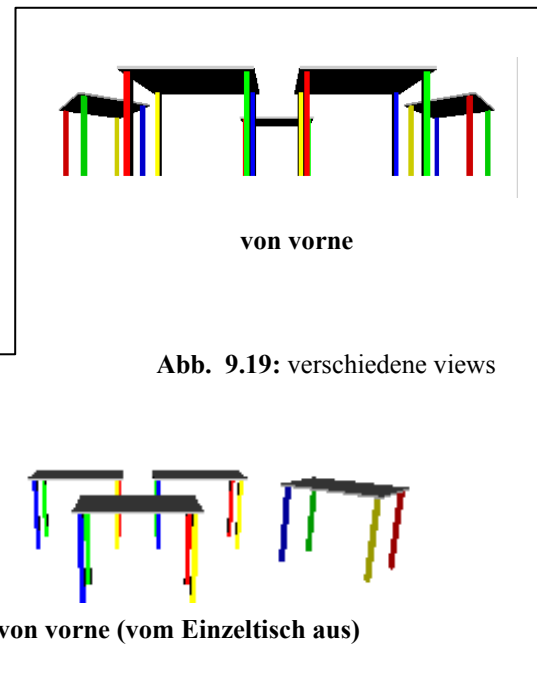 von vorne
Abb. 9.19: verschiedene views
von vorne (vom Einzeltisch aus)